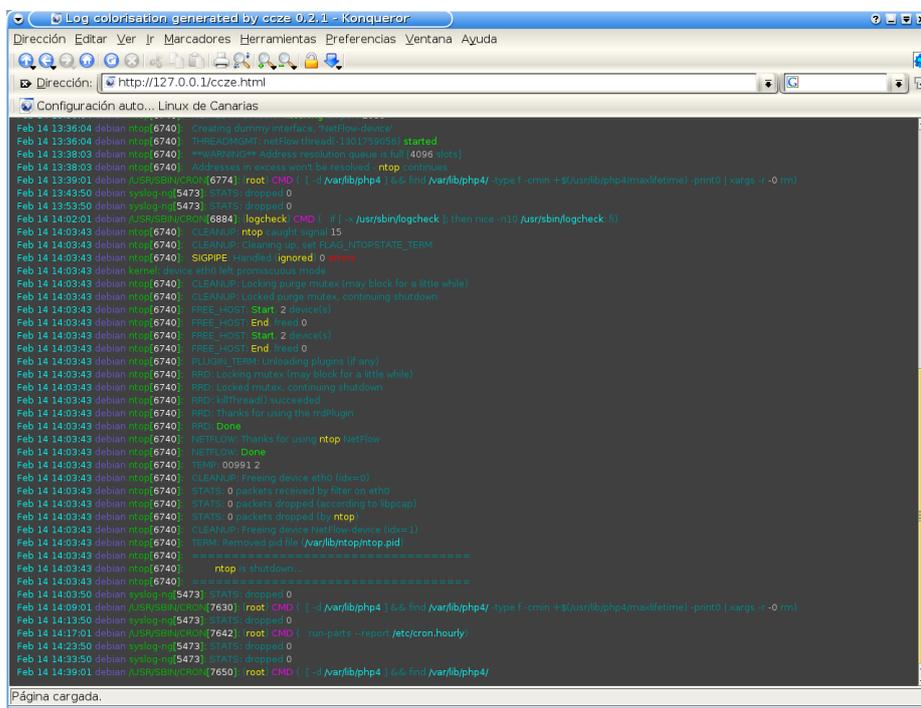 Log colorisation generated by ccze 0.2.1 - Konqueror
Dirección Editar Ver Ir Marcadores Herramientas Preferencias Ventana Ayuda
Dirección: http://127.0.0.1/ccze.html
Configuración auto... Linux de Canarias
Feb 14 13:36:04 debian ntop[6740]: Creating dummy interface, 'NetFlow-device'
Feb 14 13:36:04 debian ntop[6740]: THREADMGMT: netFlow thread(-1301759056) started
Feb 14 13:38:03 debian ntop[6740]: **WARNING** Address resolution queue is full [4096 slots]
Feb 14 13:38:03 debian ntop[6740]: Addresses in excess won't be resolved - ntop continues
Feb 14 13:39:01 debian /USR/SBIN/CRON[6774]: (root) CMD ( [ -d /var/lib/php4 ] && find /var/lib/php4/ -type f -cmin +$(/usr/lib/php4/maxlifetime) -print0 | xargs -r -0 rm)
Feb 14 13:43:50 debian syslog-ng[5473]: STATS: dropped 0
Feb 14 13:53:50 debian syslog-ng[5473]: STATS: dropped 0
Feb 14 14:02:01 debian /USR/SBIN/CRON[6884]: (logcheck) CMD ( if [ -x /usr/sbin/logcheck ]; then nice -n10 /usr/sbin/logcheck; fi)
Feb 14 14:03:43 debian ntop[6740]: CLEANUP: ntop caught signal 15
Feb 14 14:03:43 debian ntop[6740]: CLEANUP: Cleaning up, set FLAG_NTOPSTATE_TERM
Feb 14 14:03:43 debian ntop[6740]: SIGPIPE: Handled (ignored) 0 errors
Feb 14 14:03:43 debian kernel: device eth0 left promiscuous mode
Feb 14 14:03:43 debian ntop[6740]: CLEANUP: Locking purge mutex (may block for a little while)
Feb 14 14:03:43 debian ntop[6740]: CLEANUP: Locked purge mutex, continuing shutdown
Feb 14 14:03:43 debian ntop[6740]: FREE_HOST: Start, 2 device(s)
Feb 14 14:03:43 debian ntop[6740]: FREE_HOST: End, freed 0
Feb 14 14:03:43 debian ntop[6740]: FREE_HOST: Start, 2 device(s)
Feb 14 14:03:43 debian ntop[6740]: FREE_HOST: End, freed 0
Feb 14 14:03:43 debian ntop[6740]: PLUGIN_TERM: Unloading plugins (if any)
Feb 14 14:03:43 debian ntop[6740]: RRD: Locking mutex (may block for a little while)
Feb 14 14:03:43 debian ntop[6740]: RRD: Locked mutex, continuing shutdown
Feb 14 14:03:43 debian ntop[6740]: RRD: killThread() succeeded
Feb 14 14:03:43 debian ntop[6740]: RRD: Thanks for using the rrdPlugin
Feb 14 14:03:43 debian ntop[6740]: RRD: Done
Feb 14 14:03:43 debian ntop[6740]: NETFLOW: Thanks for using ntop NetFlow
Feb 14 14:03:43 debian ntop[6740]: NETFLOW: Done
Feb 14 14:03:43 debian ntop[6740]: TEMP: 00991 2
Feb 14 14:03:43 debian ntop[6740]: CLEANUP: Freeing device eth0 (idx=0)
Feb 14 14:03:43 debian ntop[6740]: STATS: 0 packets received by filter on eth0
Feb 14 14:03:43 debian ntop[6740]: STATS: 0 packets dropped (according to libpcap)
Feb 14 14:03:43 debian ntop[6740]: STATS: 0 packets dropped (by ntop)
Feb 14 14:03:43 debian ntop[6740]: CLEANUP: Freeing device NetFlow-device (idx=1)
Feb 14 14:03:43 debian ntop[6740]: TERM: Removed pid file (/var/lib/ntop/ntop.pid)
Feb 14 14:03:43 debian ntop[6740]: ===================================
Feb 14 14:03:43 debian ntop[6740]: ntop is shutdown...
Feb 14 14:03:43 debian ntop[6740]: ===================================
Feb 14 14:03:50 debian syslog-ng[5473]: STATS: dropped 0
Feb 14 14:09:01 debian /USR/SBIN/CRON[7630]: (root) CMD ( [ -d /var/lib/php4 ] && find /var/lib/php4/ -type f -cmin +$(/usr/lib/php4/maxlifetime) -print0 | xargs -r -0 rm)
Feb 14 14:13:50 debian syslog-ng[5473]: STATS: dropped 0
Feb 14 14:17:01 debian /USR/SBIN/CRON[7642]: (root) CMD ( run-parts --report /etc/cron.hourly)
Feb 14 14:23:50 debian syslog-ng[5473]: STATS: dropped 0
Feb 14 14:33:50 debian syslog-ng[5473]: STATS: dropped 0
Feb 14 14:39:01 debian /USR/SBIN/CRON[7650]: (root) CMD ( [ -d /var/lib/php4 ] && find /var/lib/php4/
Página cargada.